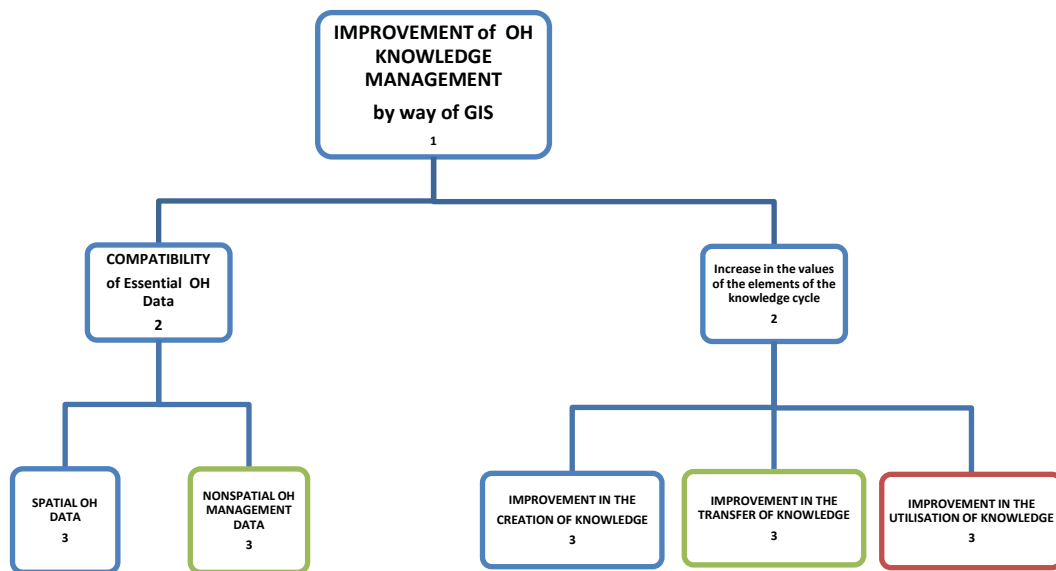 IMPROVEMENT of OH
KNOWLEDGE
MANAGEMENT
by way of GIS
1
COMPATIBILITY
of Essential OH
Data
2
Increase in the values
of the elements of the
knowledge cycle
2
SPATIAL OH
DATA
3
NONSPATIAL OH
MANAGEMENT
DATA
3
IMPROVEMENT IN THE
CREATION OF KNOWLEDGE
3
IMPROVEMENT IN THE
TRANSFER OF KNOWLEDGE
3
IMPROVEMENT IN THE
UTILISATION OF KNOWLEDGE
3